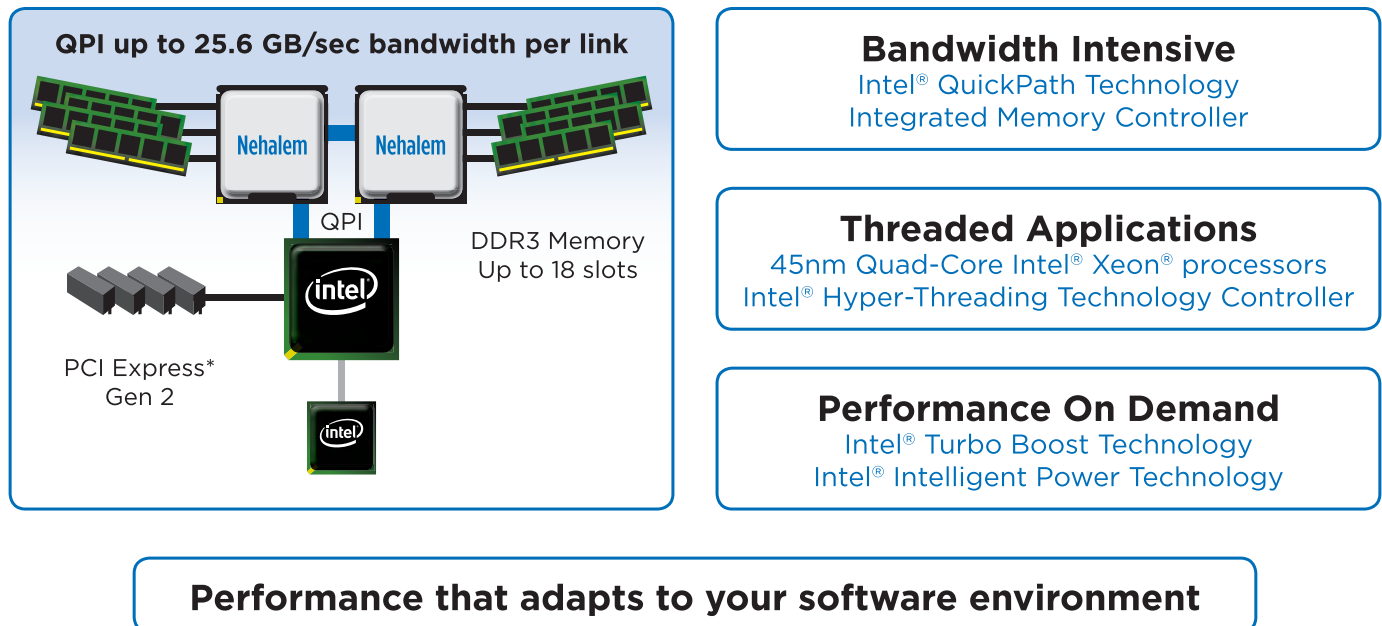 QPI up to 25.6 GB/sec bandwidth per link
Nehalem
Nehalem
QPI
DDR3 Memory
Up to 18 slots
intel
PCI Express*
Gen 2
intel
Bandwidth Intensive
Intel® QuickPath Technology
Integrated Memory Controller
Threaded Applications
45nm Quad-Core Intel® Xeon® processors
Intel® Hyper-Threading Technology Controller
Performance On Demand
Intel® Turbo Boost Technology
Intel® Intelligent Power Technology
Performance that adapts to your software environment